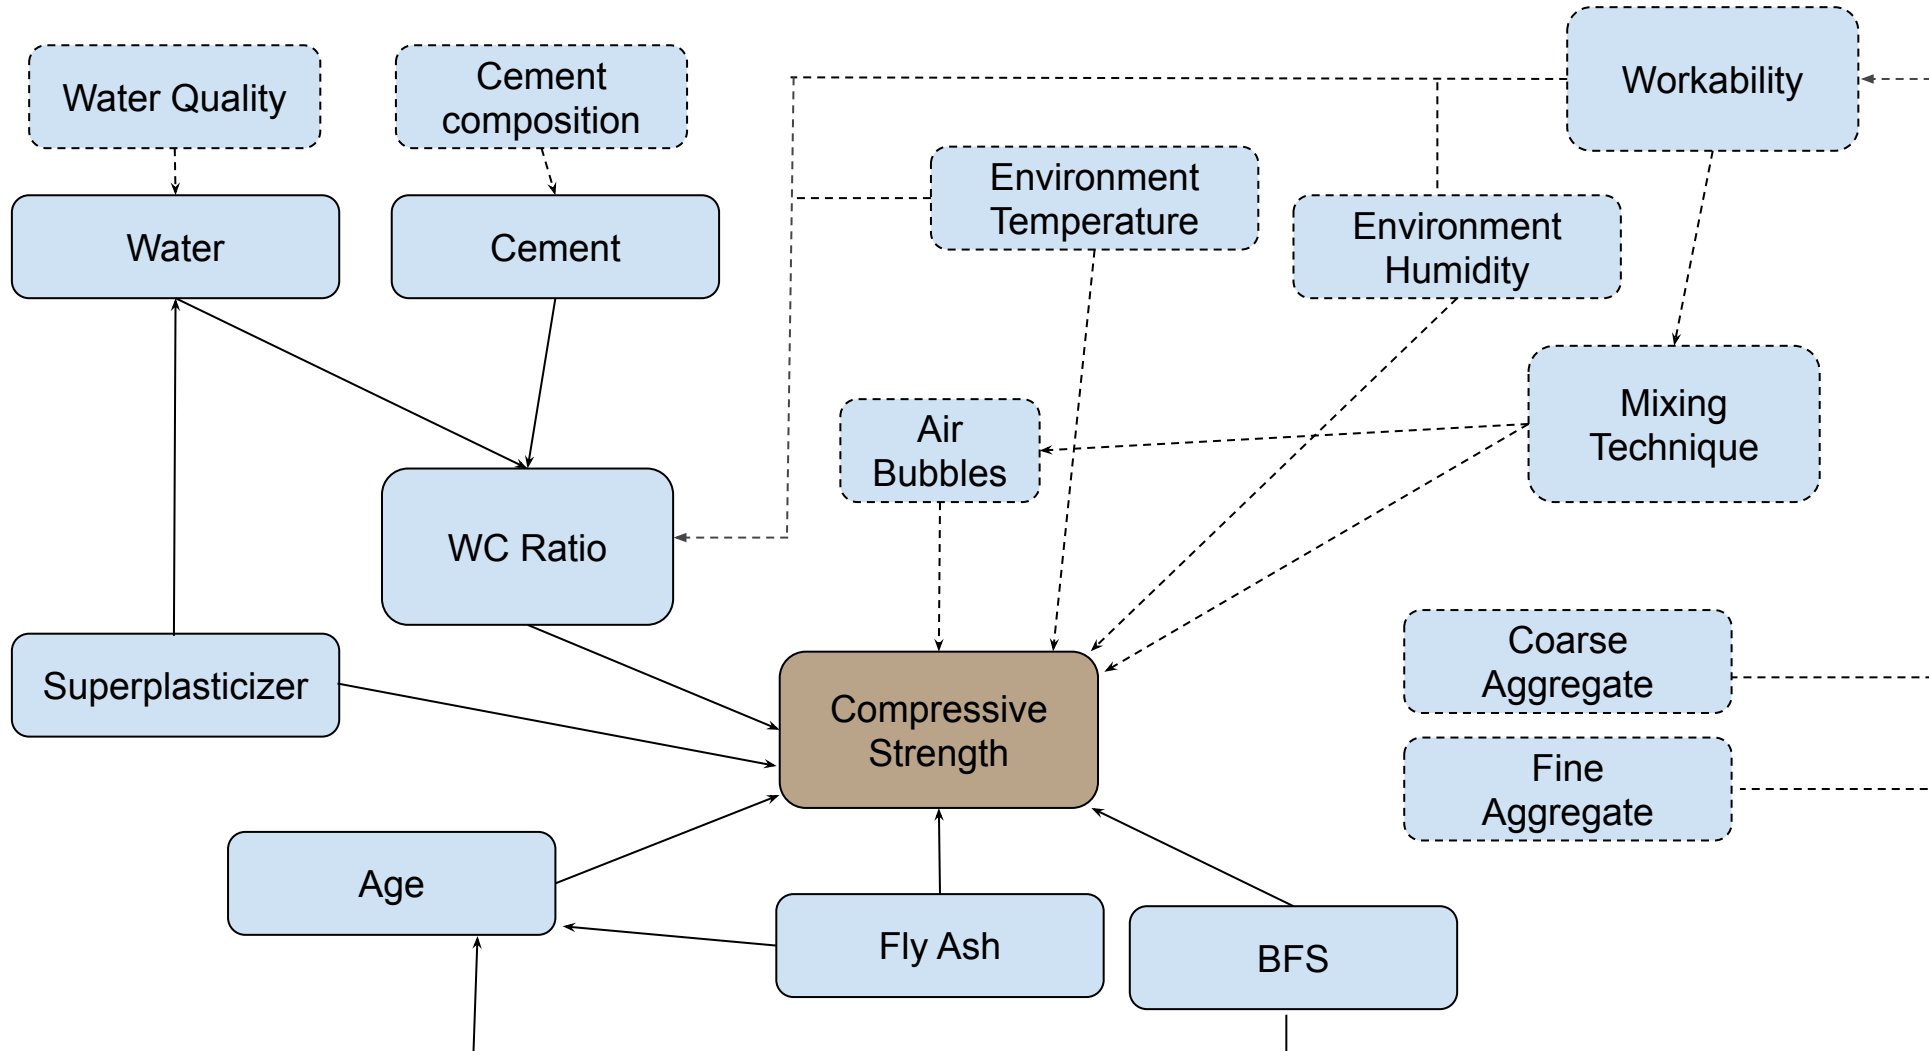 Water Quality
Cement
composition
Workability
Environment
Temperature
Environment
Humidity
Water
Cement
Air
Bubbles
Mixing
Technique
WC Ratio
Superplasticizer
Compressive
Strength
Coarse
Aggregate
Fine
Aggregate
Age
Fly Ash
BFS